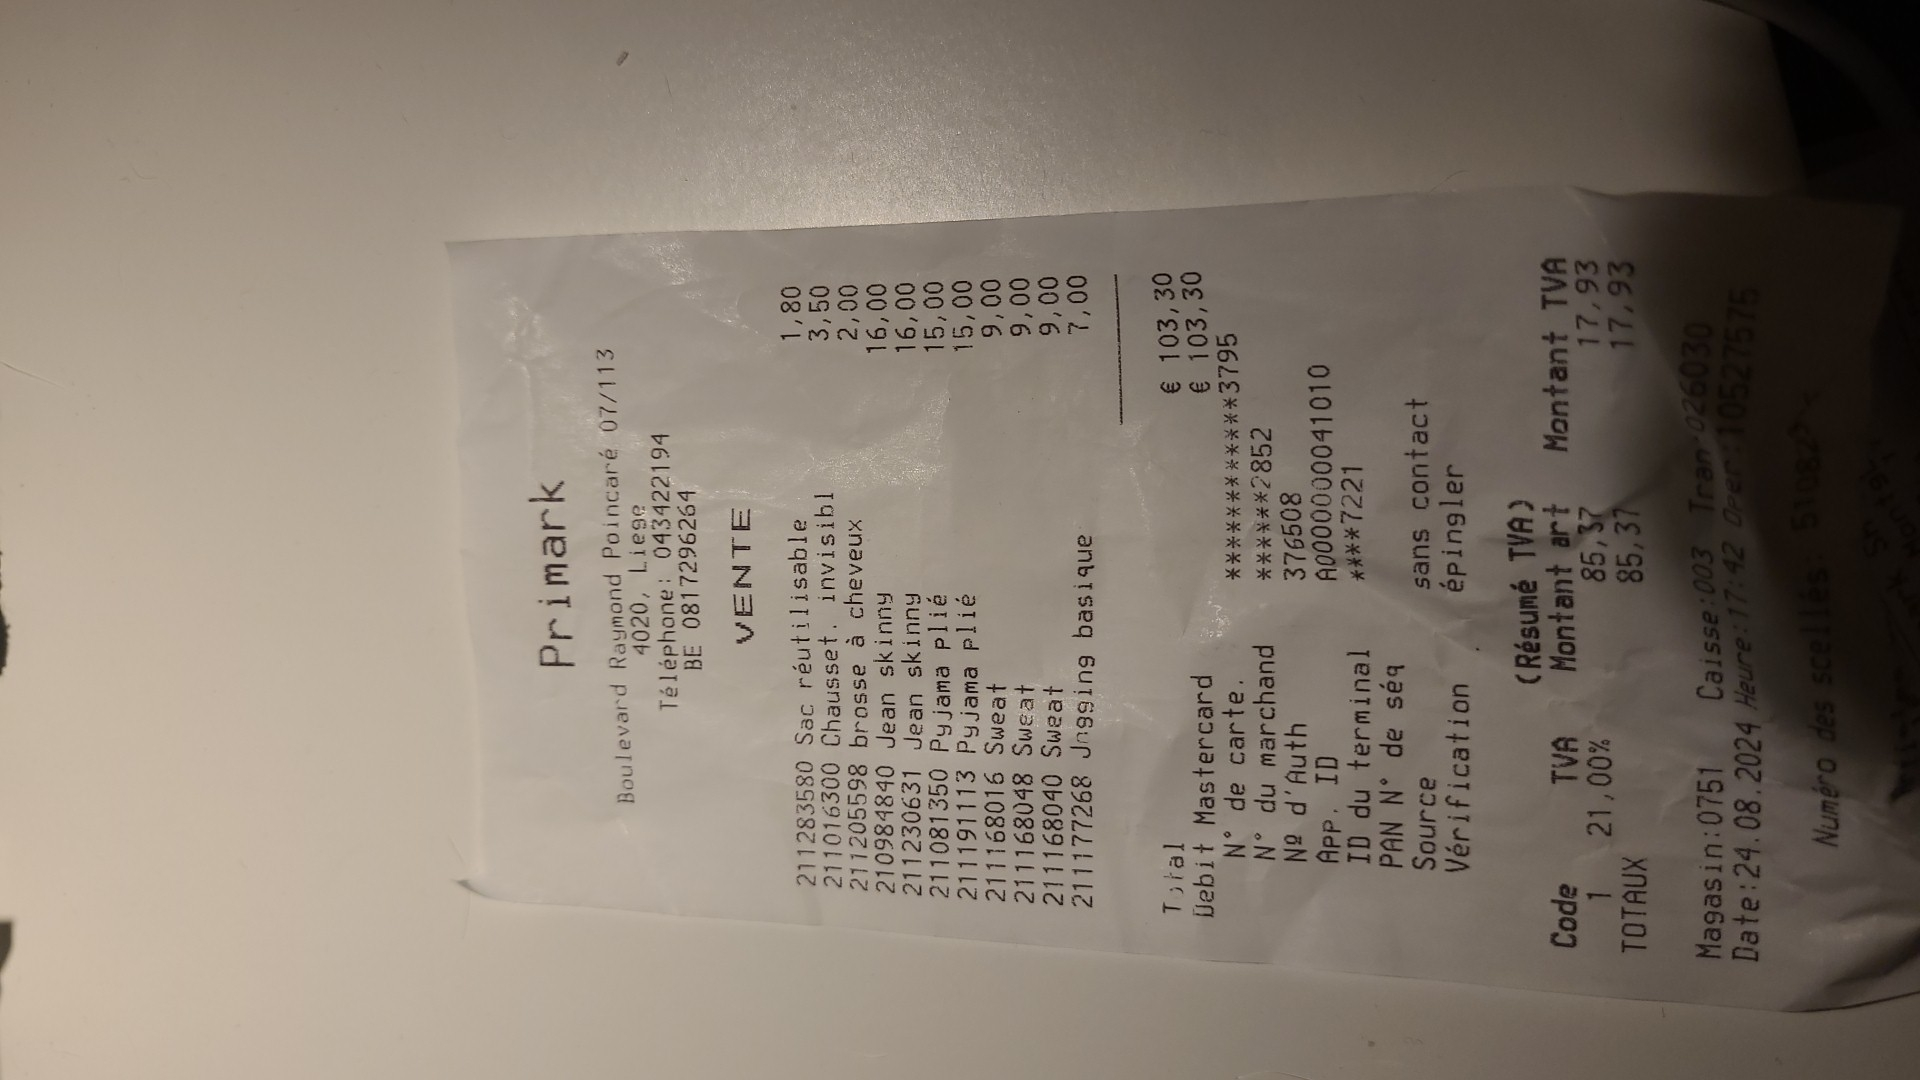 Primark
Boulevard Raymond Poincaré 07/113
4020, Liege
Téléphone: 043422194
BE 0817296264
VENTE
211283580 Sac réutilisable 1,80
211016300 Chausset. invisibl 3,50
211205598 brosse à cheveux 2,00
210984840 Jean skinny 16,00
211230631 Jean skinny 16,00
211081350 Pyjama plié 15,00
211191113 Pyjama plié 15,00
211168016 Sweat 9,00
211168048 Sweat 9,00
211168040 Sweat 9,00
211177268 Jogging basique 7,00
Total € 103,30
Debit Mastercard € 103,30
N° de carte. ************3795
N° du marchand ******2852
Nº d'Auth 376508
App. ID A0000000041010
ID du terminal ****7221
PAN N° de séq
Source sans contact
Vérification épingler
(Résumé TVA)
Code TVA Montant art Montant TVA
1 21,00% 85,37 17,93
TOTAUX 85,37 17,93
Magasin:0751 Caisse:003 Tran:026030
Date:24.08.2024 Heure:17:42 Oper:10527575
Numéro des scellés: